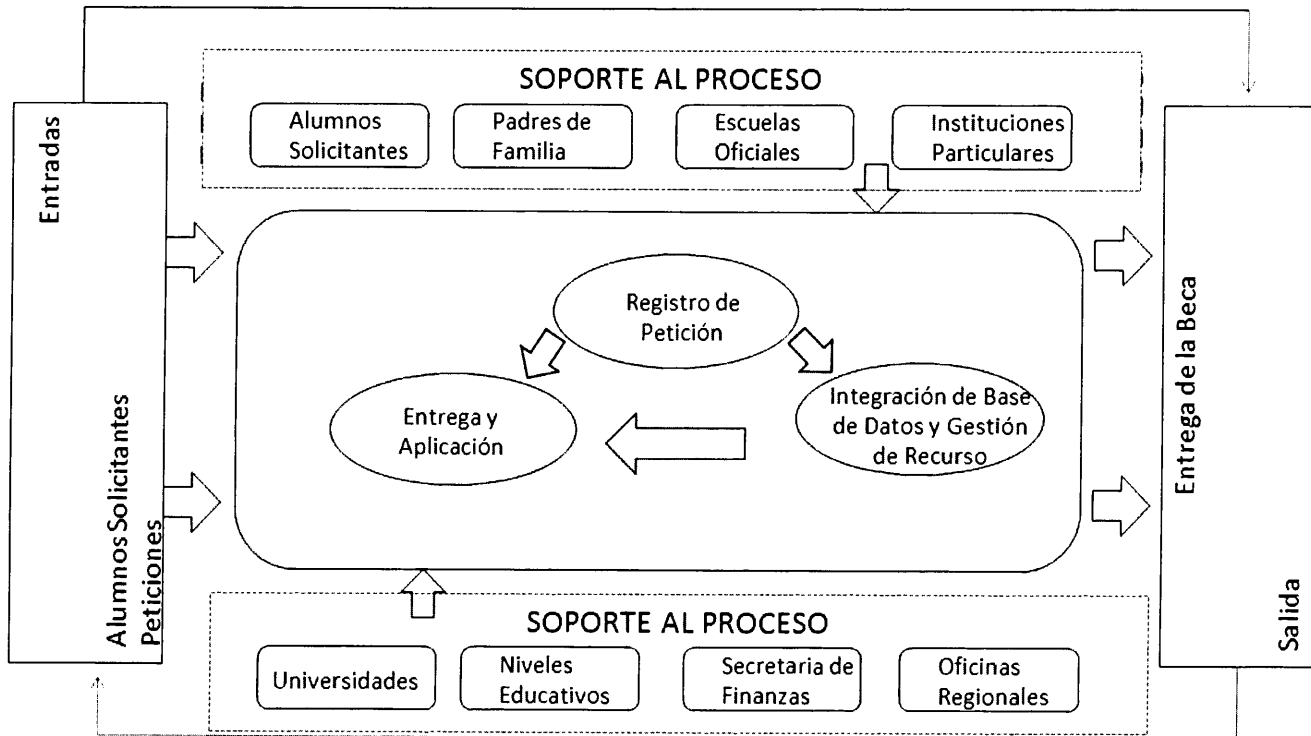 SOPORTE AL PROCESO
Alumnos
Solicitantes
Padres de
Familia
Escuelas
Oficiales
Instituciones
Particulares
Entradas
Alumnos Solicitantes
Peticiones
Registro de
Petición
Entrega y
Aplicación
Integración de Base
de Datos y Gestión
de Recurso
Entrega de la Beca
Salida
SOPORTE AL PROCESO
Universidades
Niveles
Educativos
Secretaria de
Finanzas
Oficinas
Regionales